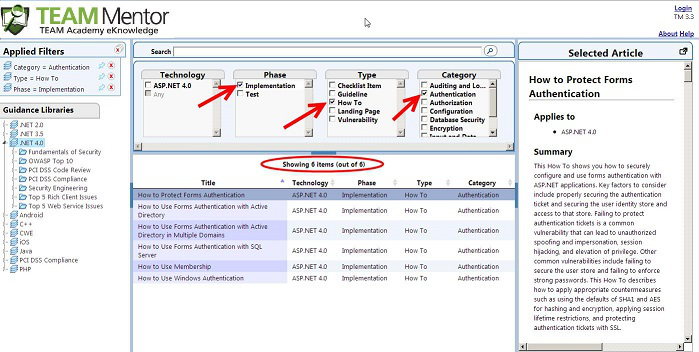 TEAM Mentor
TEAM Academy eKnowledge
Login
TM 3.3
About Help
Applied Filters
Category = Authentication
Type = How To
Phase = Implementation
Guidance Libraries
.NET 2.0
.NET 3.5
.NET 4.0
Fundamentals of Security
OWASP Top 10
PCI DSS Code Review
PCI DSS Compliance
Security Engineering
Top 5 Rich Client Issues
Top 5 Web Service Issues
Android
C++
CWE
iOS
Java
PCI DSS Compliance
PHP
Search
Technology
ASP.NET 4.0
Any
Phase
Implementation
Test
Type
Checklist Item
Guideline
How To
Landing Page
Vulnerability
Category
Auditing and Lo...
Authentication
Authorization
Configuration
Database Security
Encryption
Input and Data
Showing 6 items (out of 6)
Title Technology Phase Type Category
How to Protect Forms Authentication ASP.NET 4.0 Implementation How To Authentication
How to Use Forms Authentication with Active
Directory ASP.NET 4.0 Implementation How To Authentication
How to Use Forms Authentication with Active
Directory in Multiple Domains ASP.NET 4.0 Implementation How To Authentication
How to Use Forms Authentication with SQL
Server ASP.NET 4.0 Implementation How To Authentication
How to Use Membership ASP.NET 4.0 Implementation How To Authentication
How to Use Windows Authentication ASP.NET 4.0 Implementation How To Authentication
Selected Article
How to Protect Forms
Authentication
Applies to
• ASP.NET 4.0
Summary
This How To shows you how to securely
configure and use forms authentication with
ASP.NET applications. Key factors to consider
include properly securing the authentication
ticket and securing the user identity store and
access to that store. Failing to protect
authentication tickets is a common
vulnerability that can lead to unauthorized
spoofing and impersonation, session
hijacking, and elevation of privilege. Other
common vulnerabilities include failing to
secure the user store and failing to enforce
strong passwords. This How To describes
how to apply appropriate countermeasures
such as using the defaults of SHA1 and AES
for hashing and encryption, applying session
lifetime restrictions, and protecting
authentication tickets with SSL.